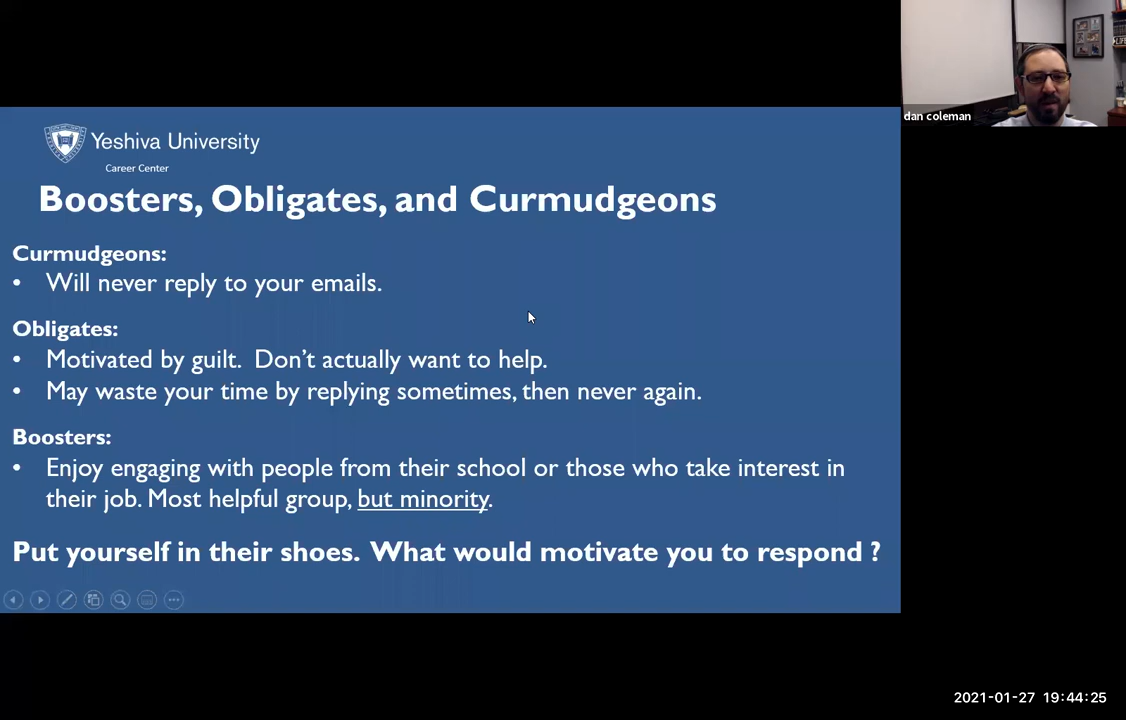 Yeshiva University
Career Center
Boosters, Obligates, and Curmudgeons
Curmudgeons:
• Will never reply to your emails.
Obligates:
• Motivated by guilt.  Don't actually want to help.
• May waste your time by replying sometimes, then never again.
Boosters:
• Enjoy engaging with people from their school or those who take interest in
their job. Most helpful group, but minority.
Put yourself in their shoes.  What would motivate you to respond ?
dan coleman
2021-01-27  19:44:25